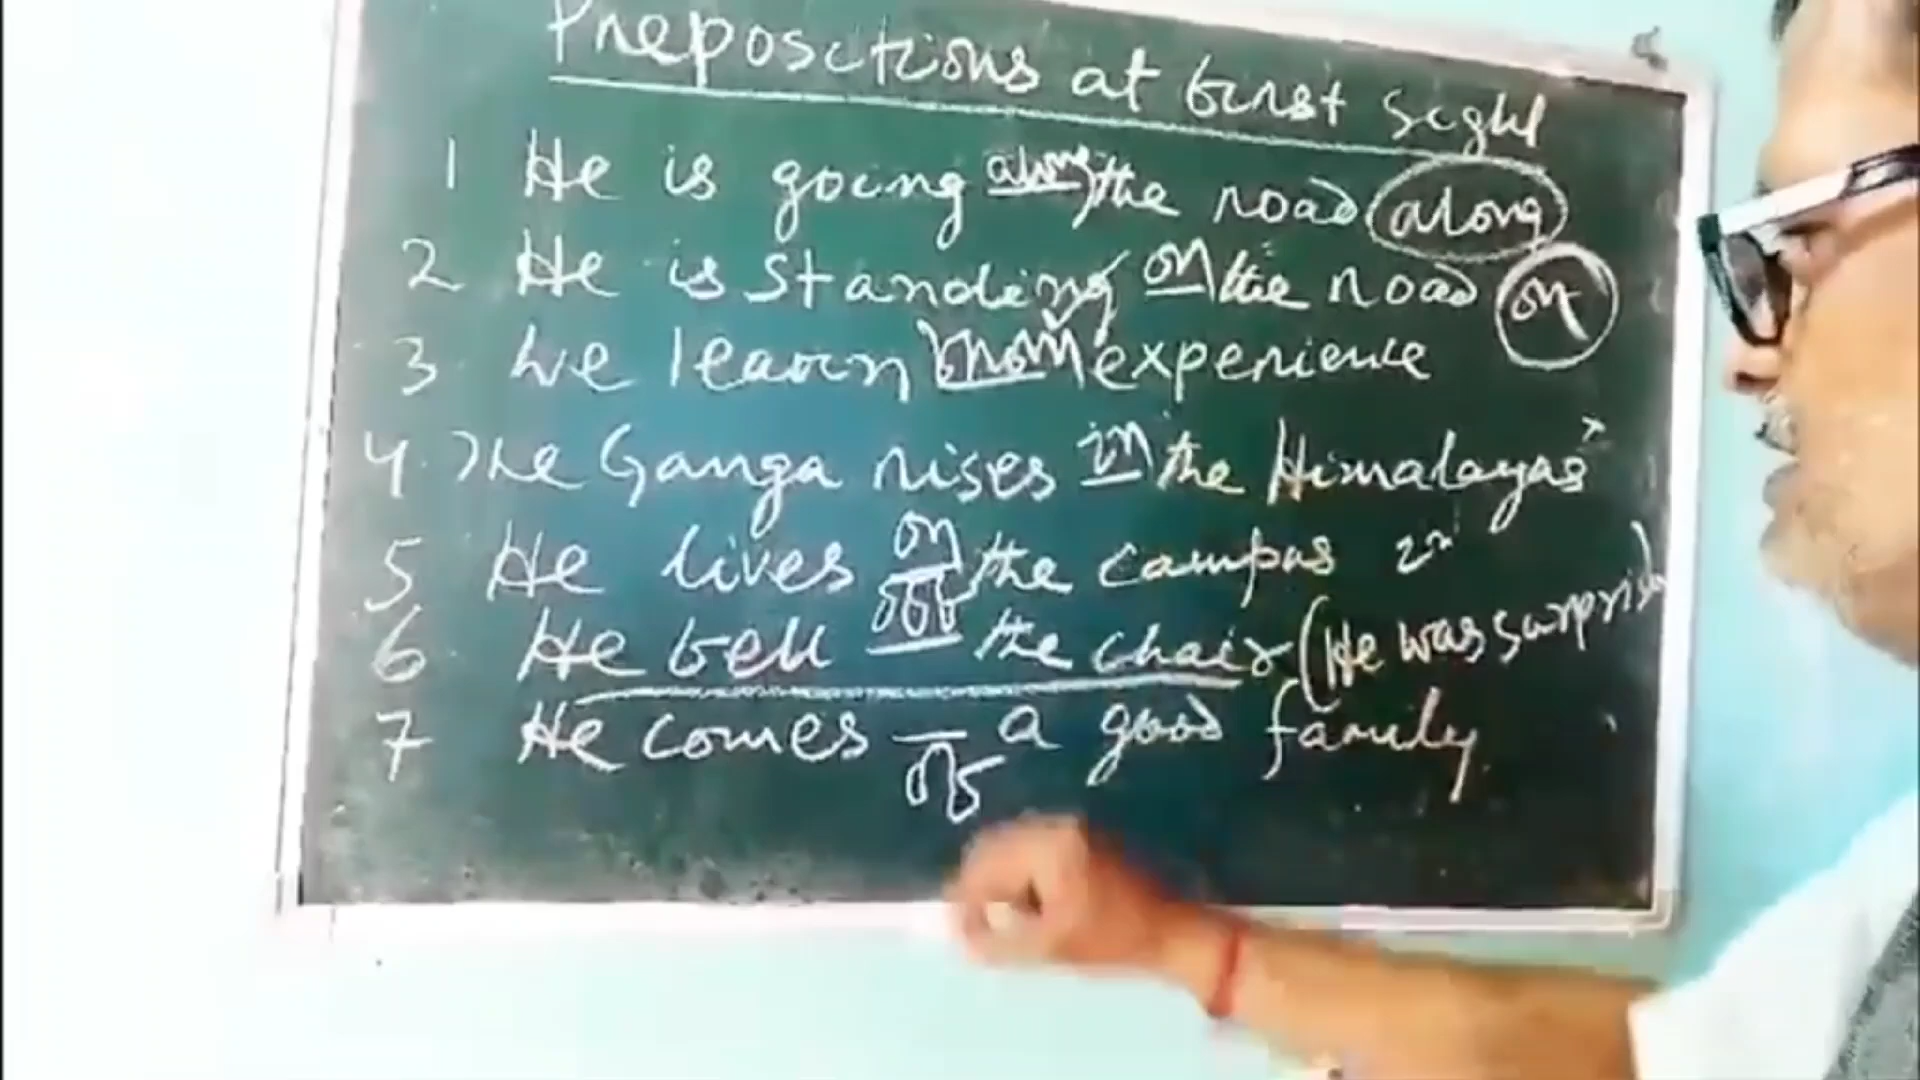 Prepositions at first sight
1 He is going along the road along
2 He is standing on the road on
3 We learn from experience
4. The Ganga rises in the Himalayas
5 He lives on the campus
6 He fell off the chair (He was surpris
7 He comes of a good family.